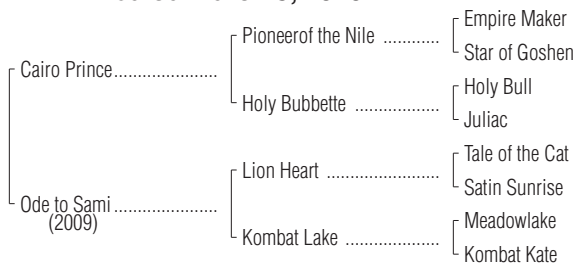 Empire Maker
Pioneerof the Nile ............
Star of Goshen
Cairo Prince.....................
Holy Bull
Holy Bubbette .................
Juliac
Tale of the Cat
Lion Heart .......................
Satin Sunrise
Ode to Sami.....................
(2009)
Meadowlake
Kombat Lake ...................
Kombat Kate